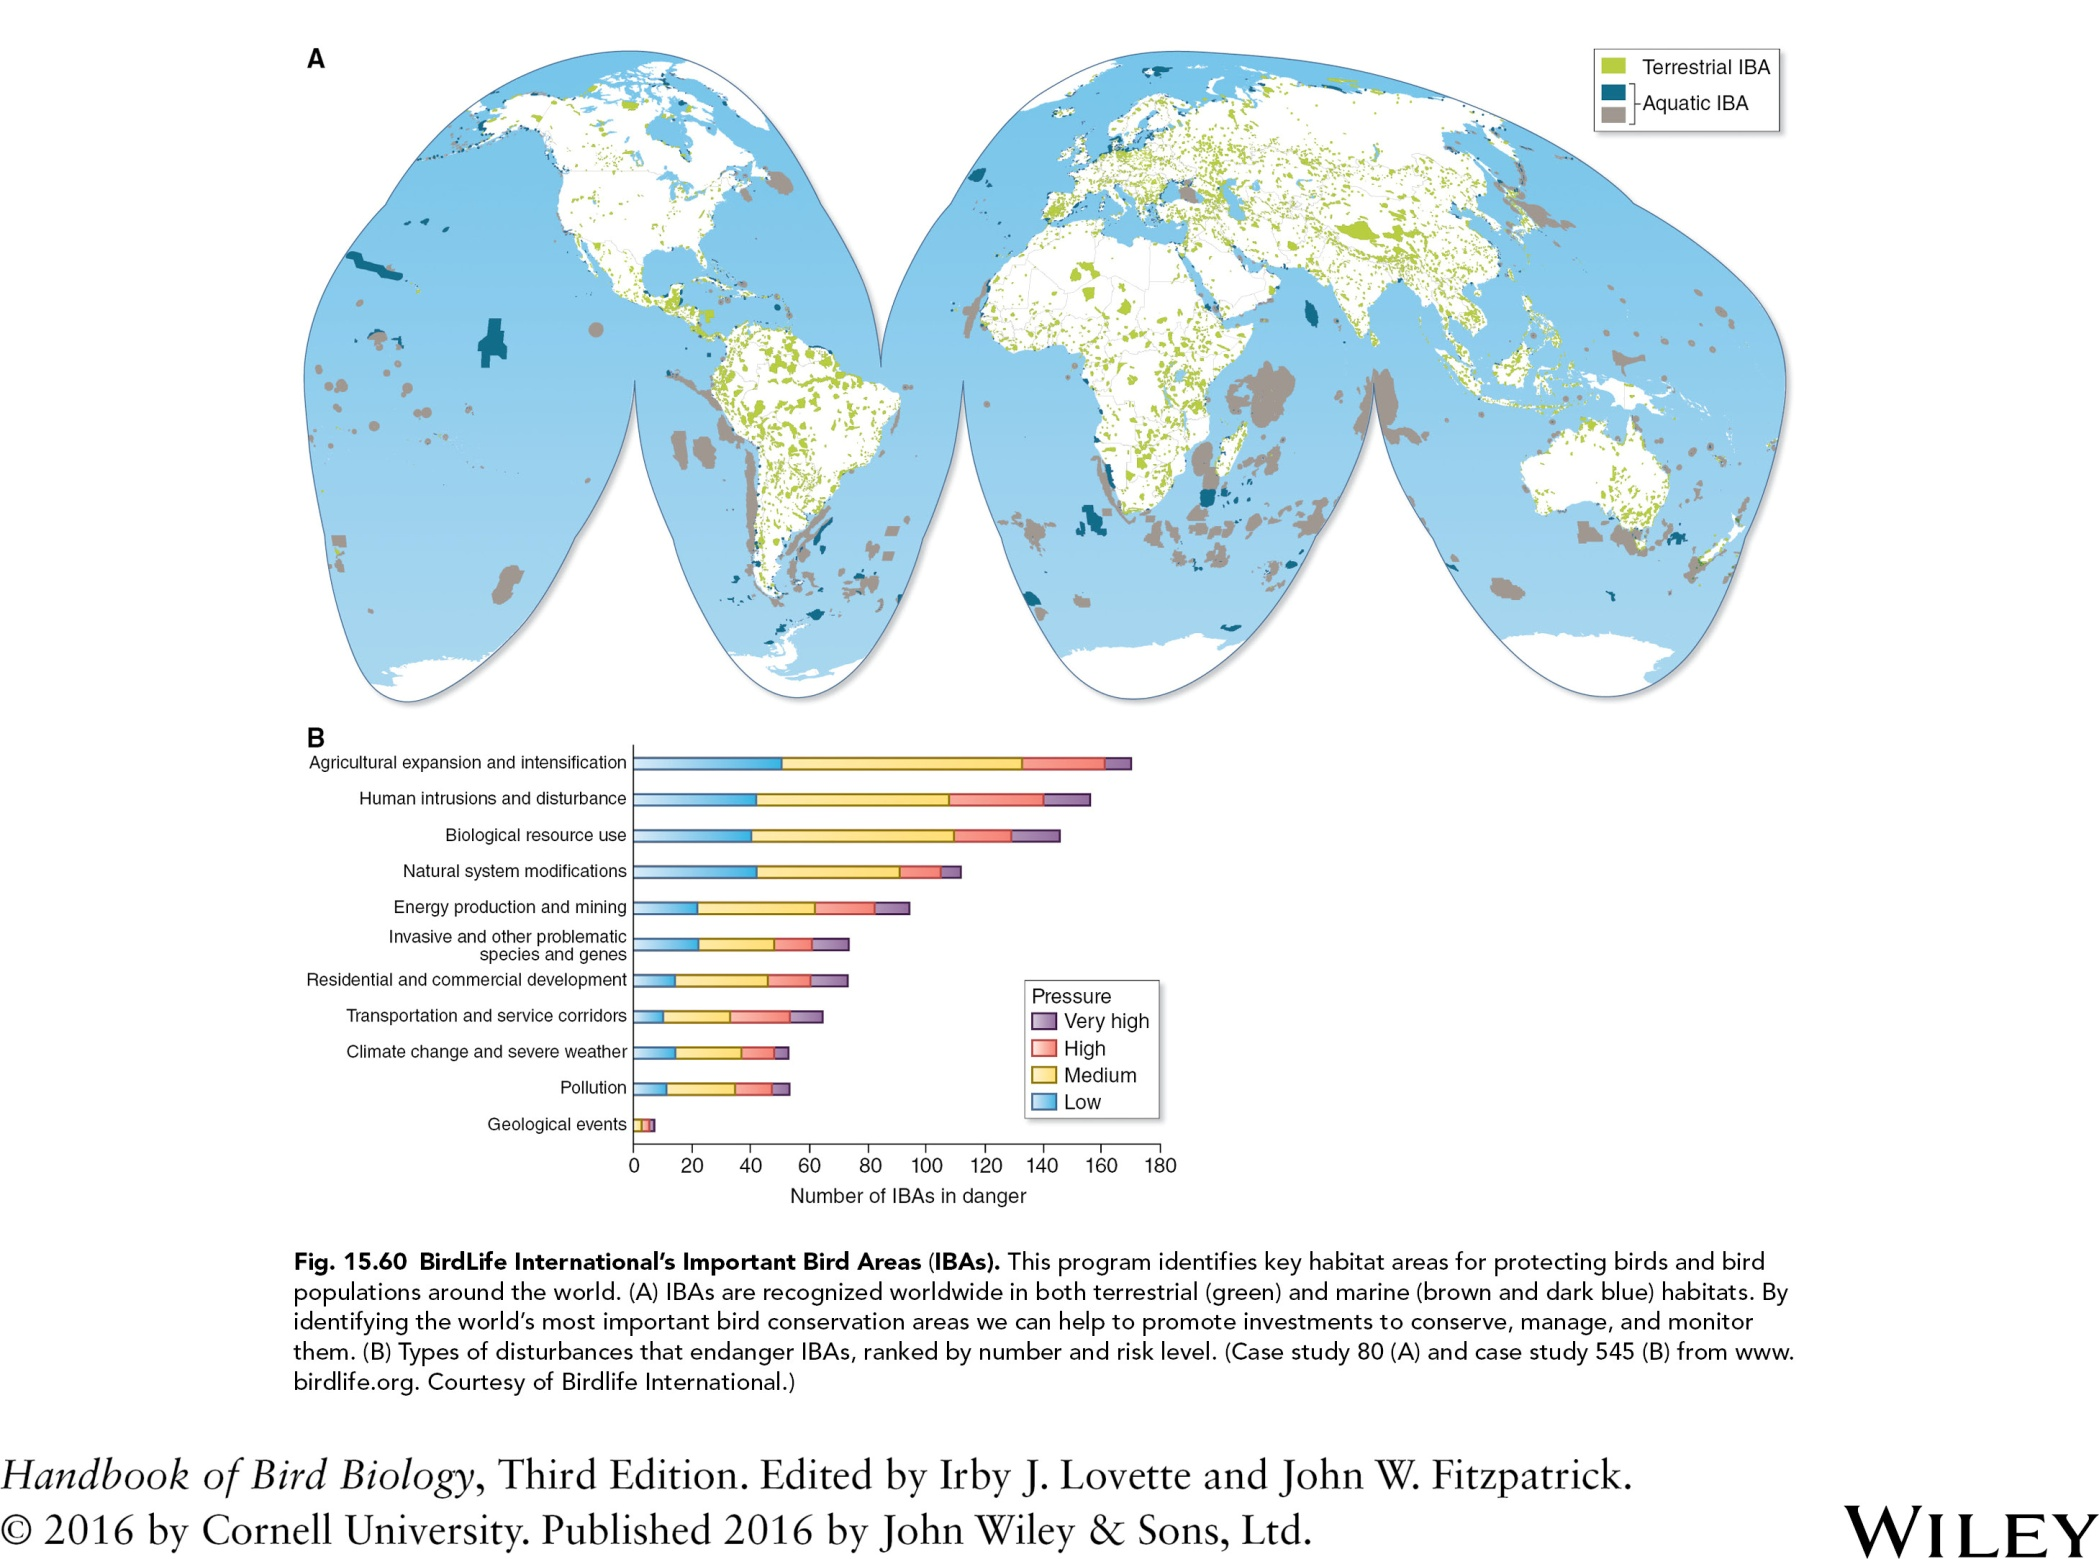 A
Terrestrial IBA
Aquatic IBA
B
Agricultural expansion and intensification
Human intrusions and disturbance
Biological resource use
Natural system modifications
Energy production and mining
Invasive and other problematic
species and genes
Residential and commercial development
Transportation and service corridors
Climate change and severe weather
Pollution
Geological events
Pressure
Very high
High
Medium
Low
0 20 40 60 80 100 120 140 160 180
Number of IBAs in danger
Fig. 15.60 BirdLife International’s Important Bird Areas (IBAs). This program identifies key habitat areas for protecting birds and bird
populations around the world. (A) IBAs are recognized worldwide in both terrestrial (green) and marine (brown and dark blue) habitats. By
identifying the world’s most important bird conservation areas we can help to promote investments to conserve, manage, and monitor
them. (B) Types of disturbances that endanger IBAs, ranked by number and risk level. (Case study 80 (A) and case study 545 (B) from www.
birdlife.org. Courtesy of Birdlife International.)
Handbook of Bird Biology, Third Edition. Edited by Irby J. Lovette and John W. Fitzpatrick.
© 2016 by Cornell University. Published 2016 by John Wiley & Sons, Ltd.
WILEY